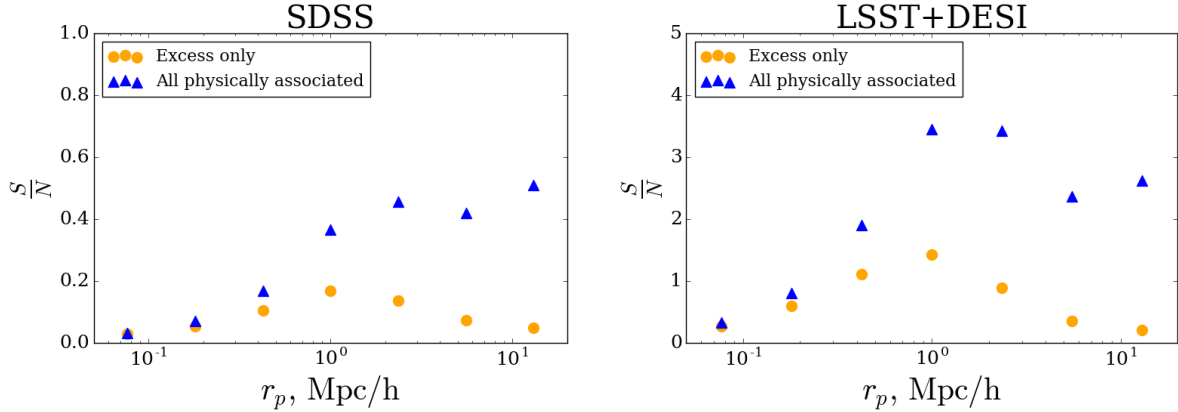 SDSS
1.0
0.8
0.6
0.4
0.2
0.0
S/N
Excess only
All physically associated
10^-1
10^0
10^1
r_p, Mpc/h
LSST+DESI
5
4
3
2
1
0
S/N
Excess only
All physically associated
10^-1
10^0
10^1
r_p, Mpc/h